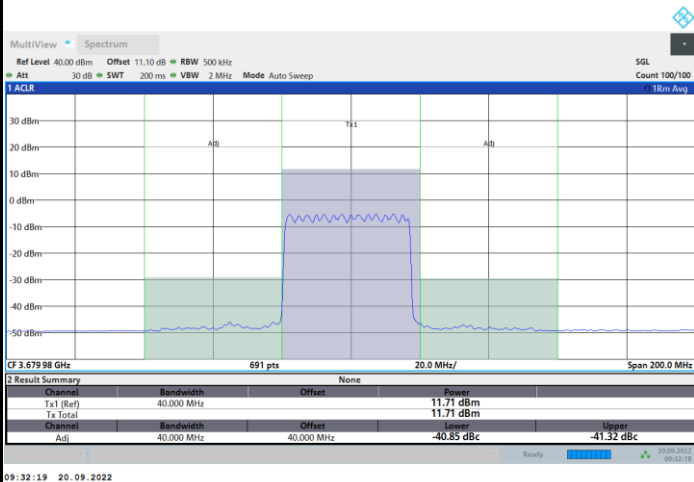 MultiView Spectrum
Ref Level 40.00 dBm Offset 11.10 dB RBW 500 kHz SGL
Att 30 dB SWT 200 ms VBW 2 MHz Mode Auto Sweep Count 100/100
1 ACLR 1Rm Avg
30 dBm
Tx1
20 dBm Adj Adj
10 dBm
0 dBm
-10 dBm
-20 dBm
-30 dBm
-40 dBm
-50 dBm
CF 3.67998 GHz 691 pts 20.0 MHz/ Span 200.0 MHz
2 Result Summary None
Channel Bandwidth Offset Power
Tx1 (Ref) 40.000 MHz 11.71 dBm
Tx Total 11.71 dBm
Channel Bandwidth Offset Lower Upper
Adj 40.000 MHz 40.000 MHz -40.85 dBc -41.32 dBc
Ready 20.09.2022
09:32:18
09:32:19 20.09.2022